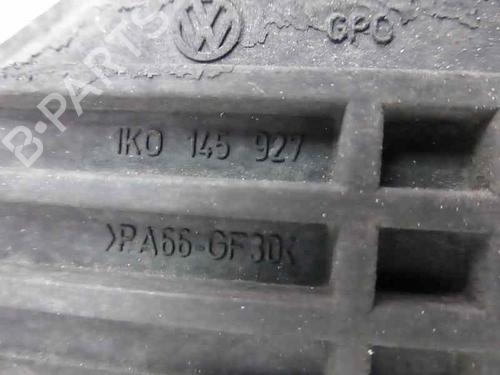 GPC
1K0 145 927
>PA66-GF30<
B-PARTS